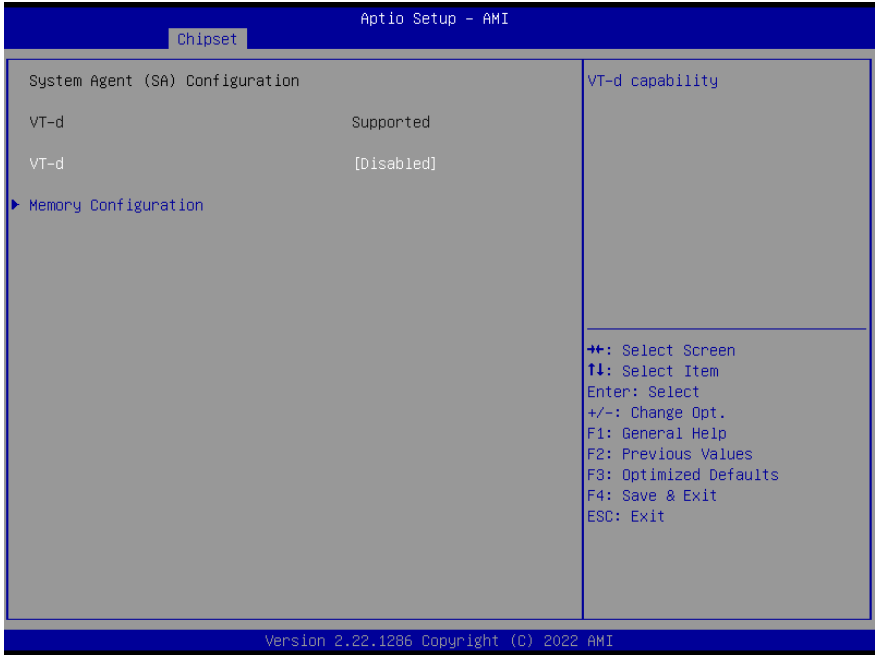 Aptio Setup – AMI
Chipset
System Agent (SA) Configuration
VT-d Supported
VT-d [Disabled]
Memory Configuration
VT-d capability
→←: Select Screen
↑↓: Select Item
Enter: Select
+/-: Change Opt.
F1: General Help
F2: Previous Values
F3: Optimized Defaults
F4: Save & Exit
ESC: Exit
Version 2.22.1286 Copyright (C) 2022 AMI